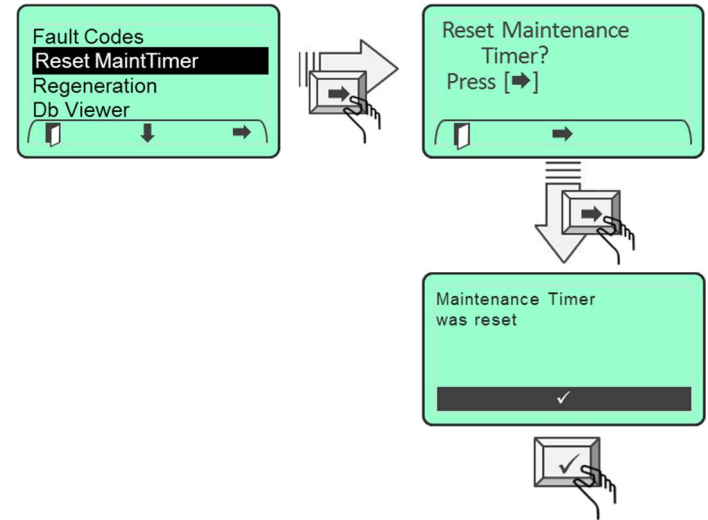 Fault Codes
Reset MaintTimer
Regeneration
Db Viewer
Reset Maintenance
Timer?
Press [➡]
Maintenance Timer
was reset